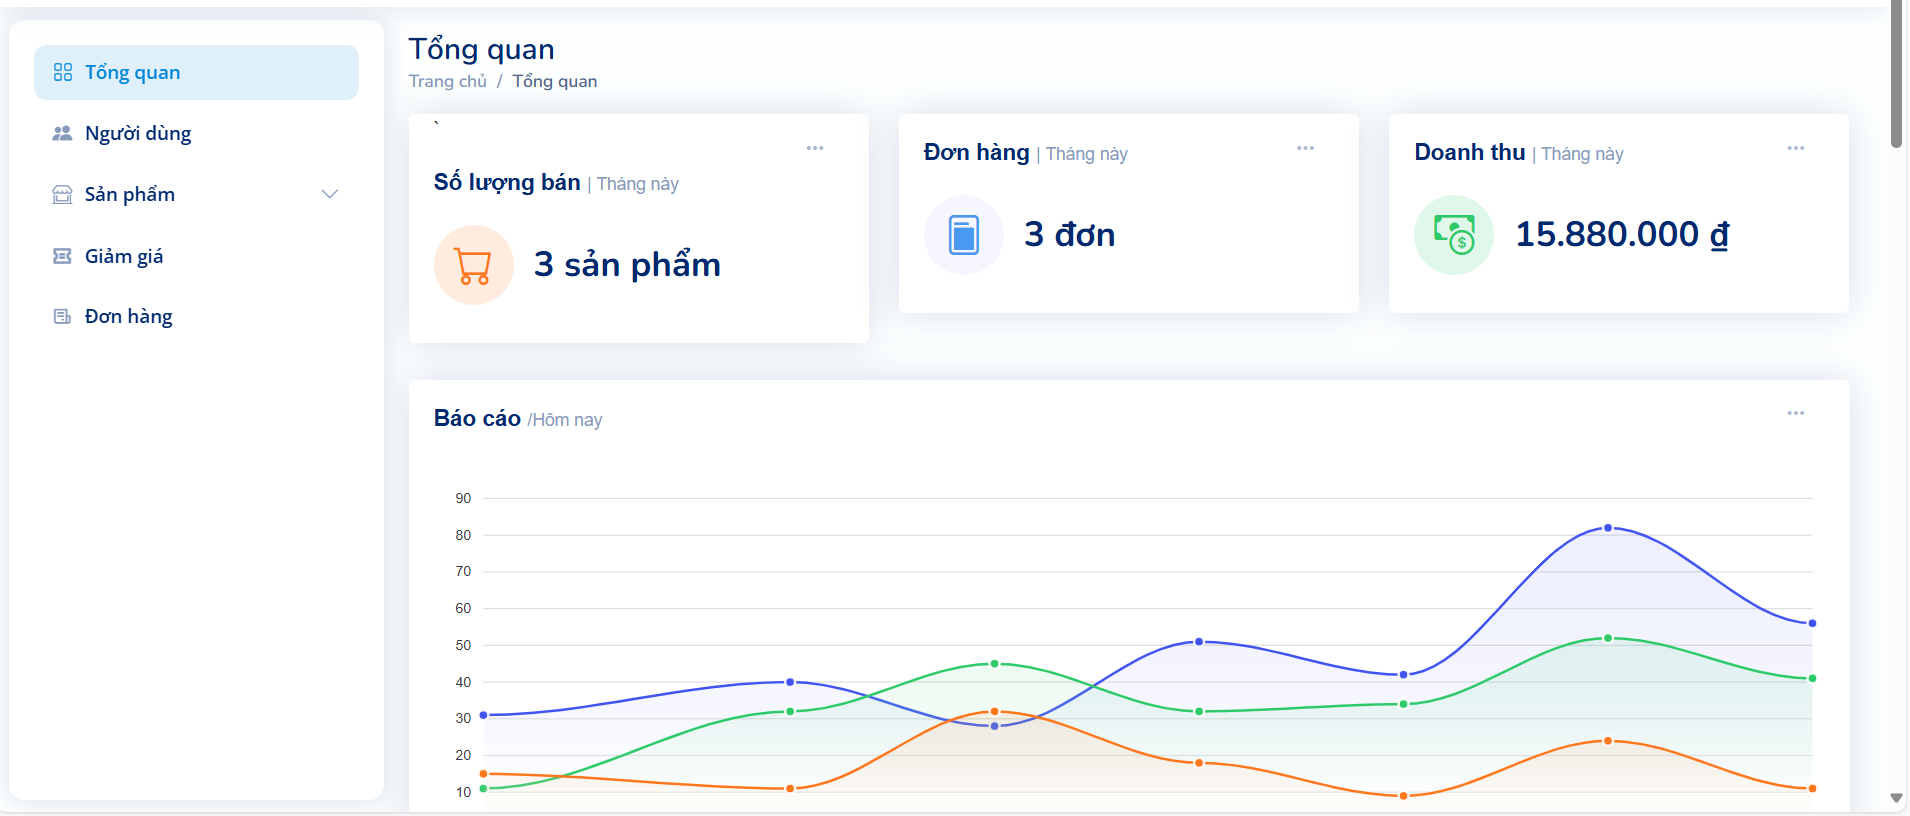 Tổng quan
Người dùng
Sản phẩm
Giảm giá
Đơn hàng
Tổng quan
Trang chủ / Tổng quan
`
Số lượng bán | Tháng này
3 sản phẩm
Đơn hàng | Tháng này
3 đơn
Doanh thu | Tháng này
$
15.880.000 ₫
Báo cáo /Hôm nay
90
80
70
60
50
40
30
20
10